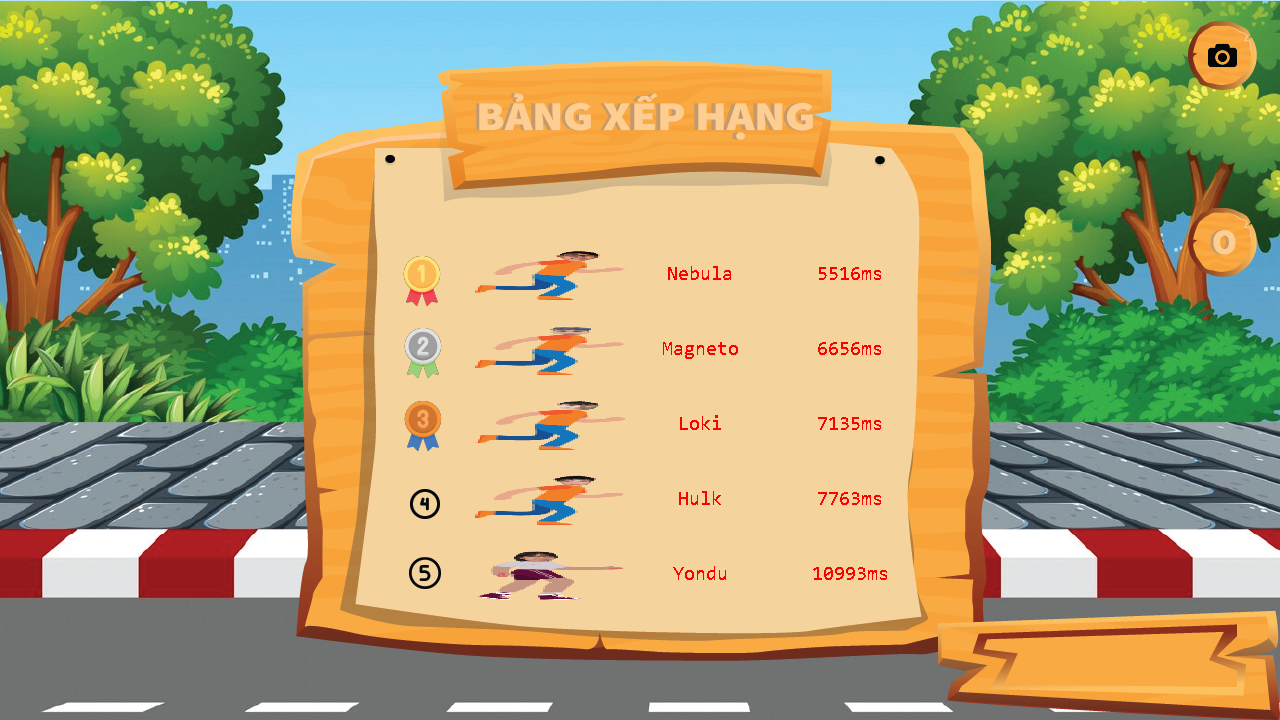 BẢNG XẾP HẠNG
O
1 Nebula 5516ms
2 Magneto 6656ms
3 Loki 7135ms
4 Hulk 7763ms
5 Yondu 10993ms